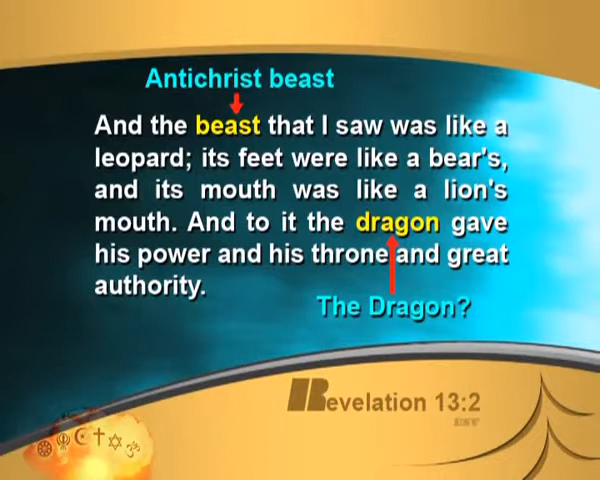 Antichrist beast
And the beast that I saw was like a
leopard; its feet were like a bear's,
and its mouth was like a lion's
mouth. And to it the dragon gave
his power and his throne and great
authority.
The Dragon?
Revelation 13:2